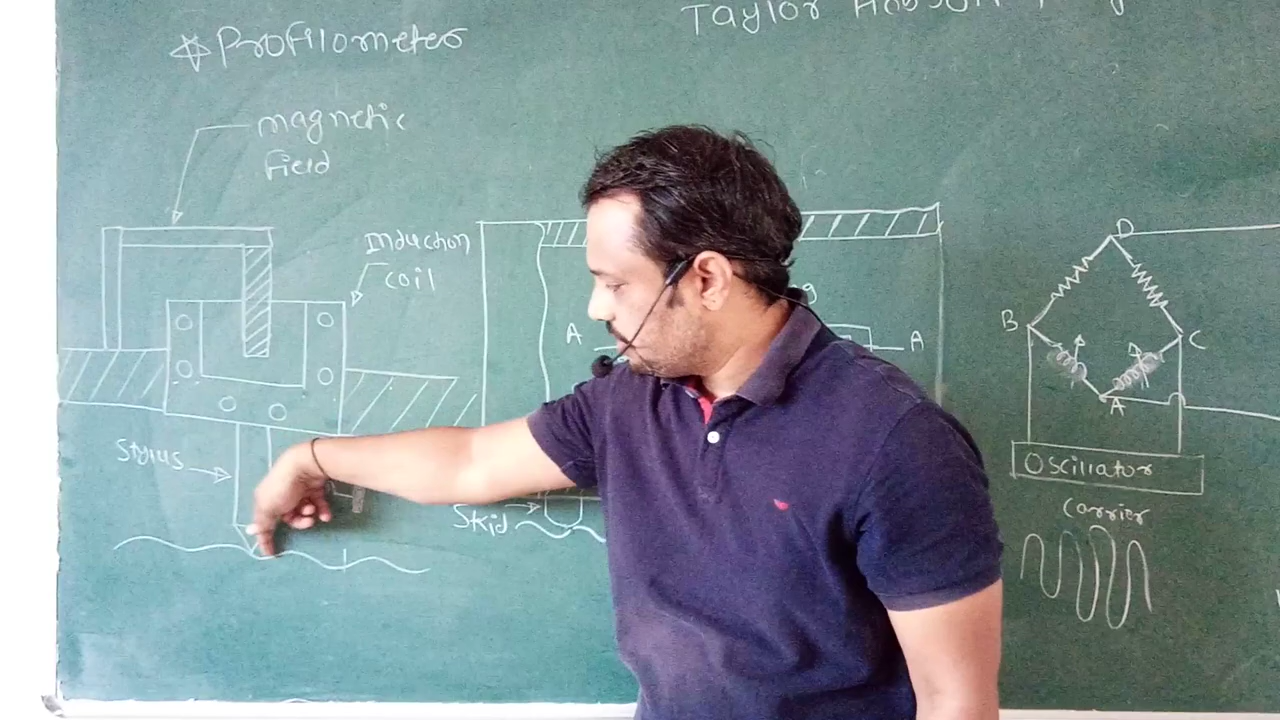 Profilometer
Taylor Hobson
magnetic
field
Induction
coil
Stylus
Skid
A
A
D
B
C
A
Oscillator
Carrier